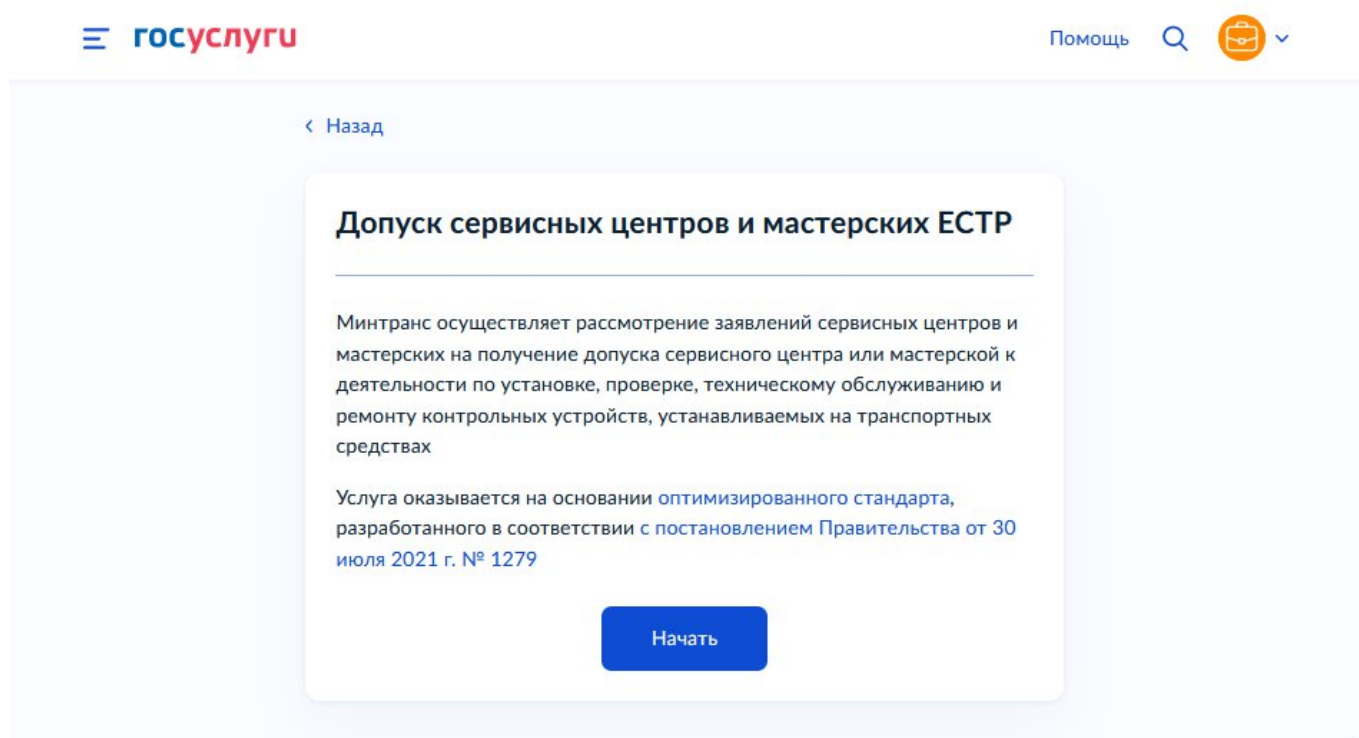 госуслуги
Помощь
Назад
Допуск сервисных центров и мастерских ЕСТР
Минтранс осуществляет рассмотрение заявлений сервисных центров и
мастерских на получение допуска сервисного центра или мастерской к
деятельности по установке, проверке, техническому обслуживанию и
ремонту контрольных устройств, устанавливаемых на транспортных
средствах
Услуга оказывается на основании оптимизированного стандарта,
разработанного в соответствии с постановлением Правительства от 30
июля 2021 г. № 1279
Начать